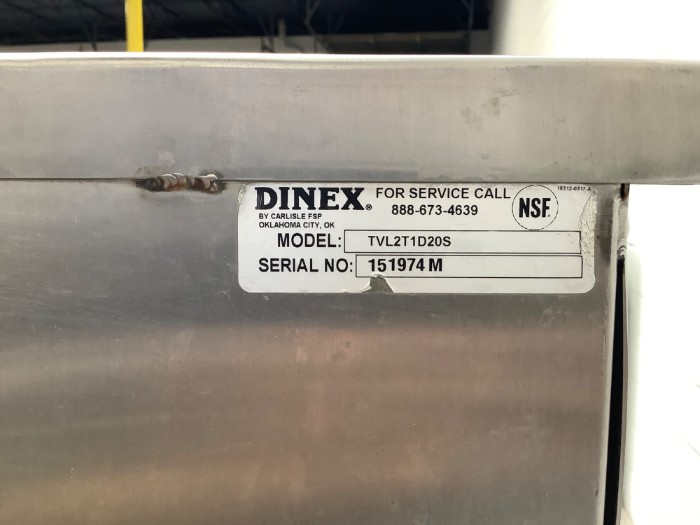 DINEX® FOR SERVICE CALL
888-673-4639
BY CARLISLE FSP
OKLAHOMA CITY, OK
NSF®
MODEL: TVL2T1D20S
SERIAL NO: 151974 M